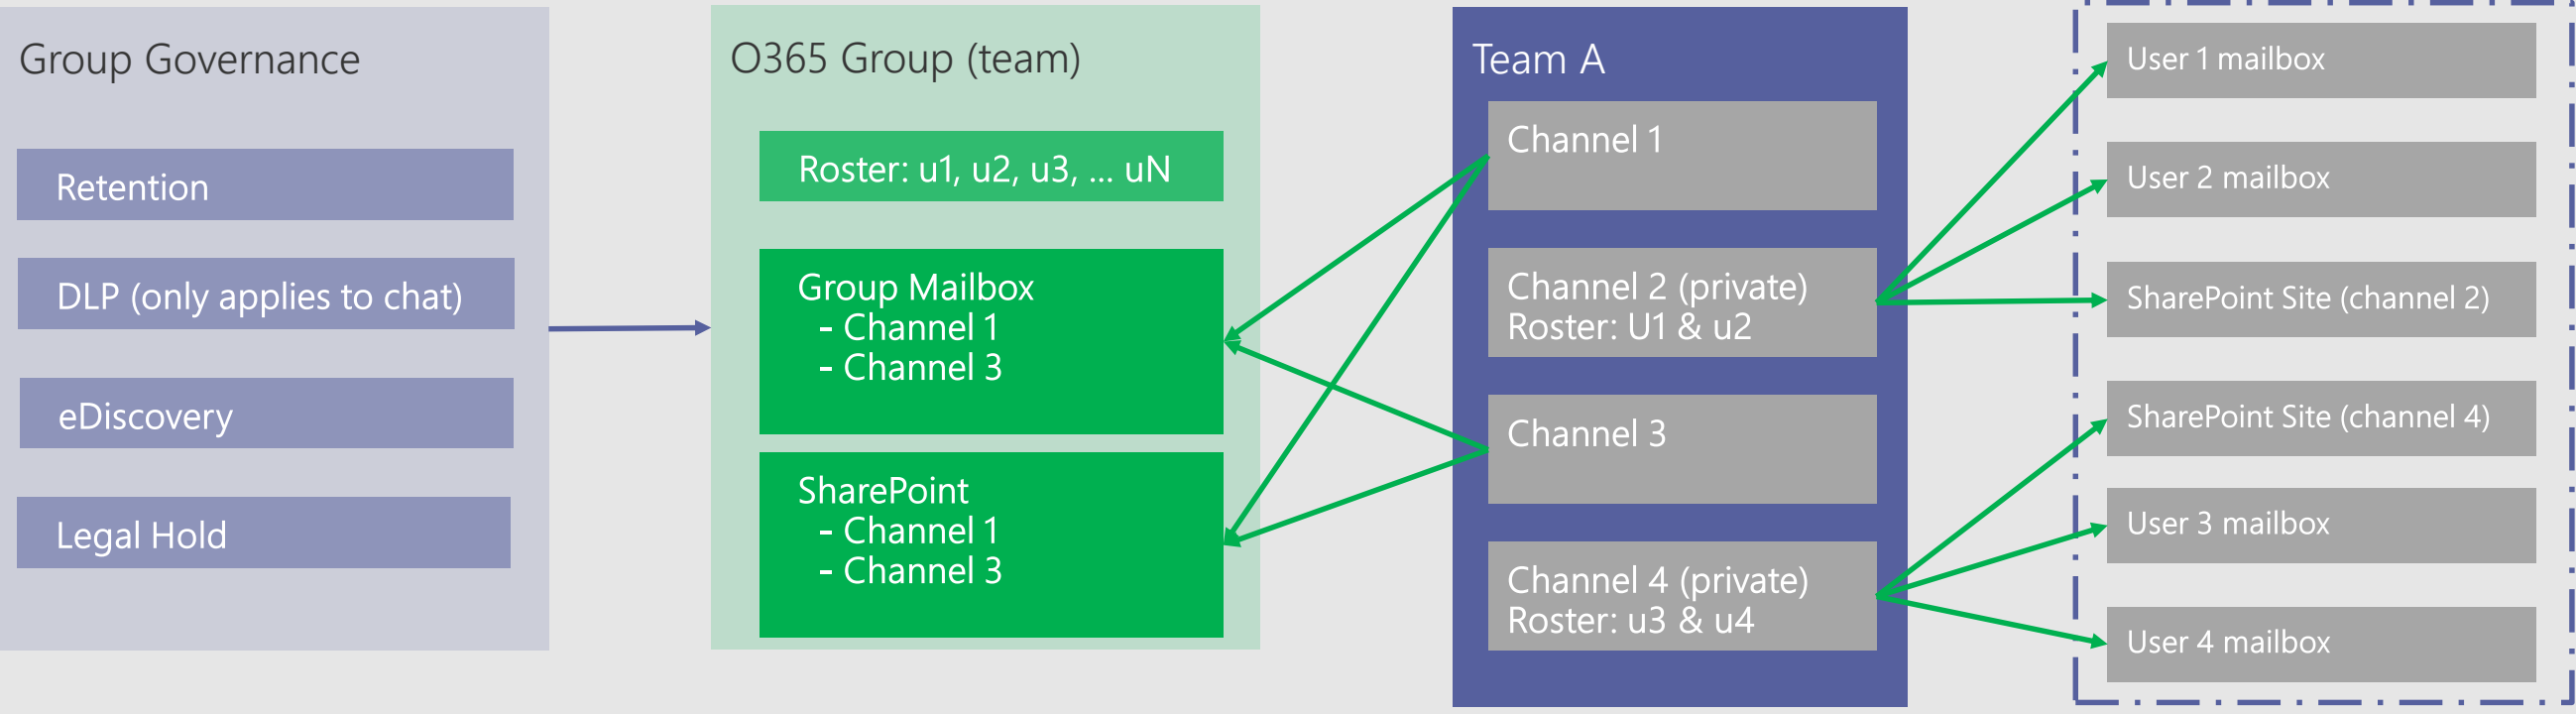 Group Governance
Retention
DLP (only applies to chat)
eDiscovery
Legal Hold
O365 Group (team)
Roster: u1, u2, u3, ... uN
Group Mailbox
- Channel 1
- Channel 3
SharePoint
- Channel 1
- Channel 3
Team A
Channel 1
Channel 2 (private)
Roster: U1 & u2
Channel 3
Channel 4 (private)
Roster: u3 & u4
User 1 mailbox
User 2 mailbox
SharePoint Site (channel 2)
SharePoint Site (channel 4)
User 3 mailbox
User 4 mailbox